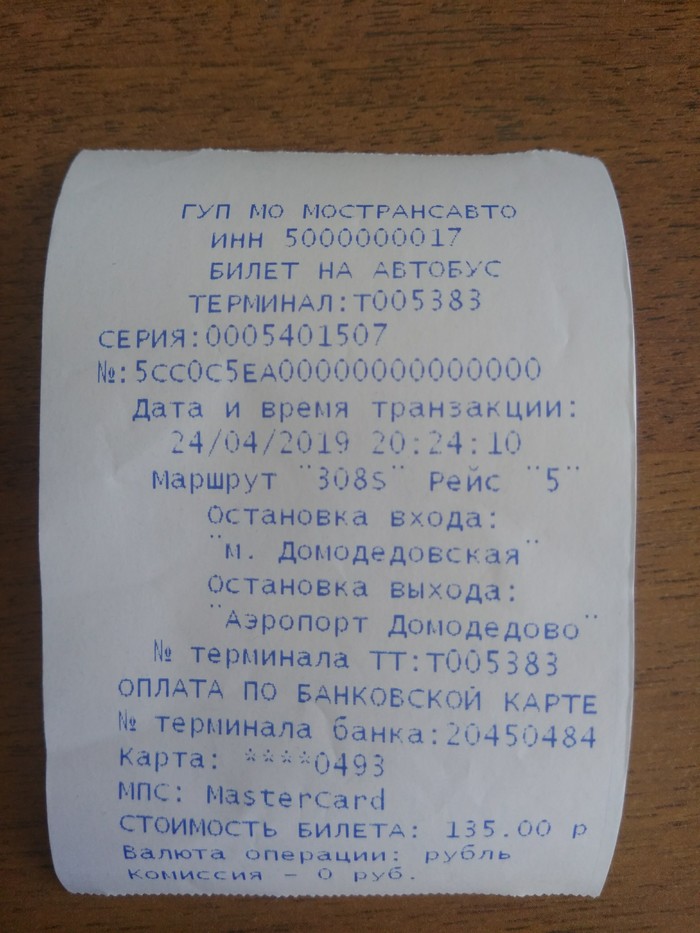 ГУП МО МОСТРАНСАВТО
ИНН 5000000017
БИЛЕТ НА АВТОБУС
ТЕРМИНАЛ:T005383
СЕРИЯ:0005401507
№:5CC0C5EA00000000000000
Дата и время транзакции:
24/04/2019 20:24:10
Маршрут "308S" Рейс "5"
Остановка входа:
"м. Домодедовская"
Остановка выхода:
"Аэропорт Домодедово"
№ терминала ТТ:T005383
ОПЛАТА ПО БАНКОВСКОЙ КАРТЕ
№ терминала банка:20450484
Карта: ****0493
МПС: MasterCard
СТОИМОСТЬ БИЛЕТА: 135.00 р
Валюта операции: рубль
Комиссия - 0 руб.